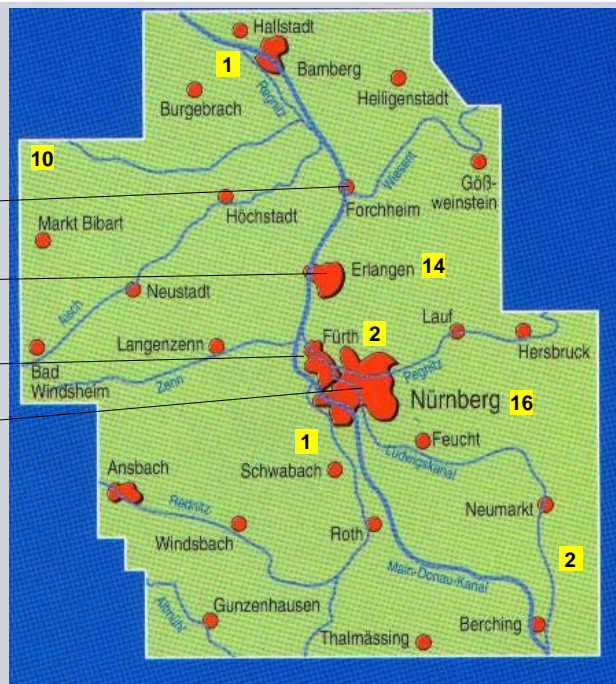 Hallstadt
1
Bamberg
Heiligenstadt
Burgebrach
Regnitz
10
Wiesent
Göß-
weinstein
Höchstadt
Forchheim
Markt Bibart
Erlangen 14
Neustadt
Aisch
Fürth 2
Lauf
Langenzenn
Hersbruck
Bad
Windsheim
Zenn
Pegnitz
Nürnberg 16
1
Feucht
Ludwigskanal
Ansbach
Schwabach
Rednitz
Neumarkt
Windsbach
Roth
2
Main-Donau-Kanal
Altmühl
Gunzenhausen
Berching
Thalmässing